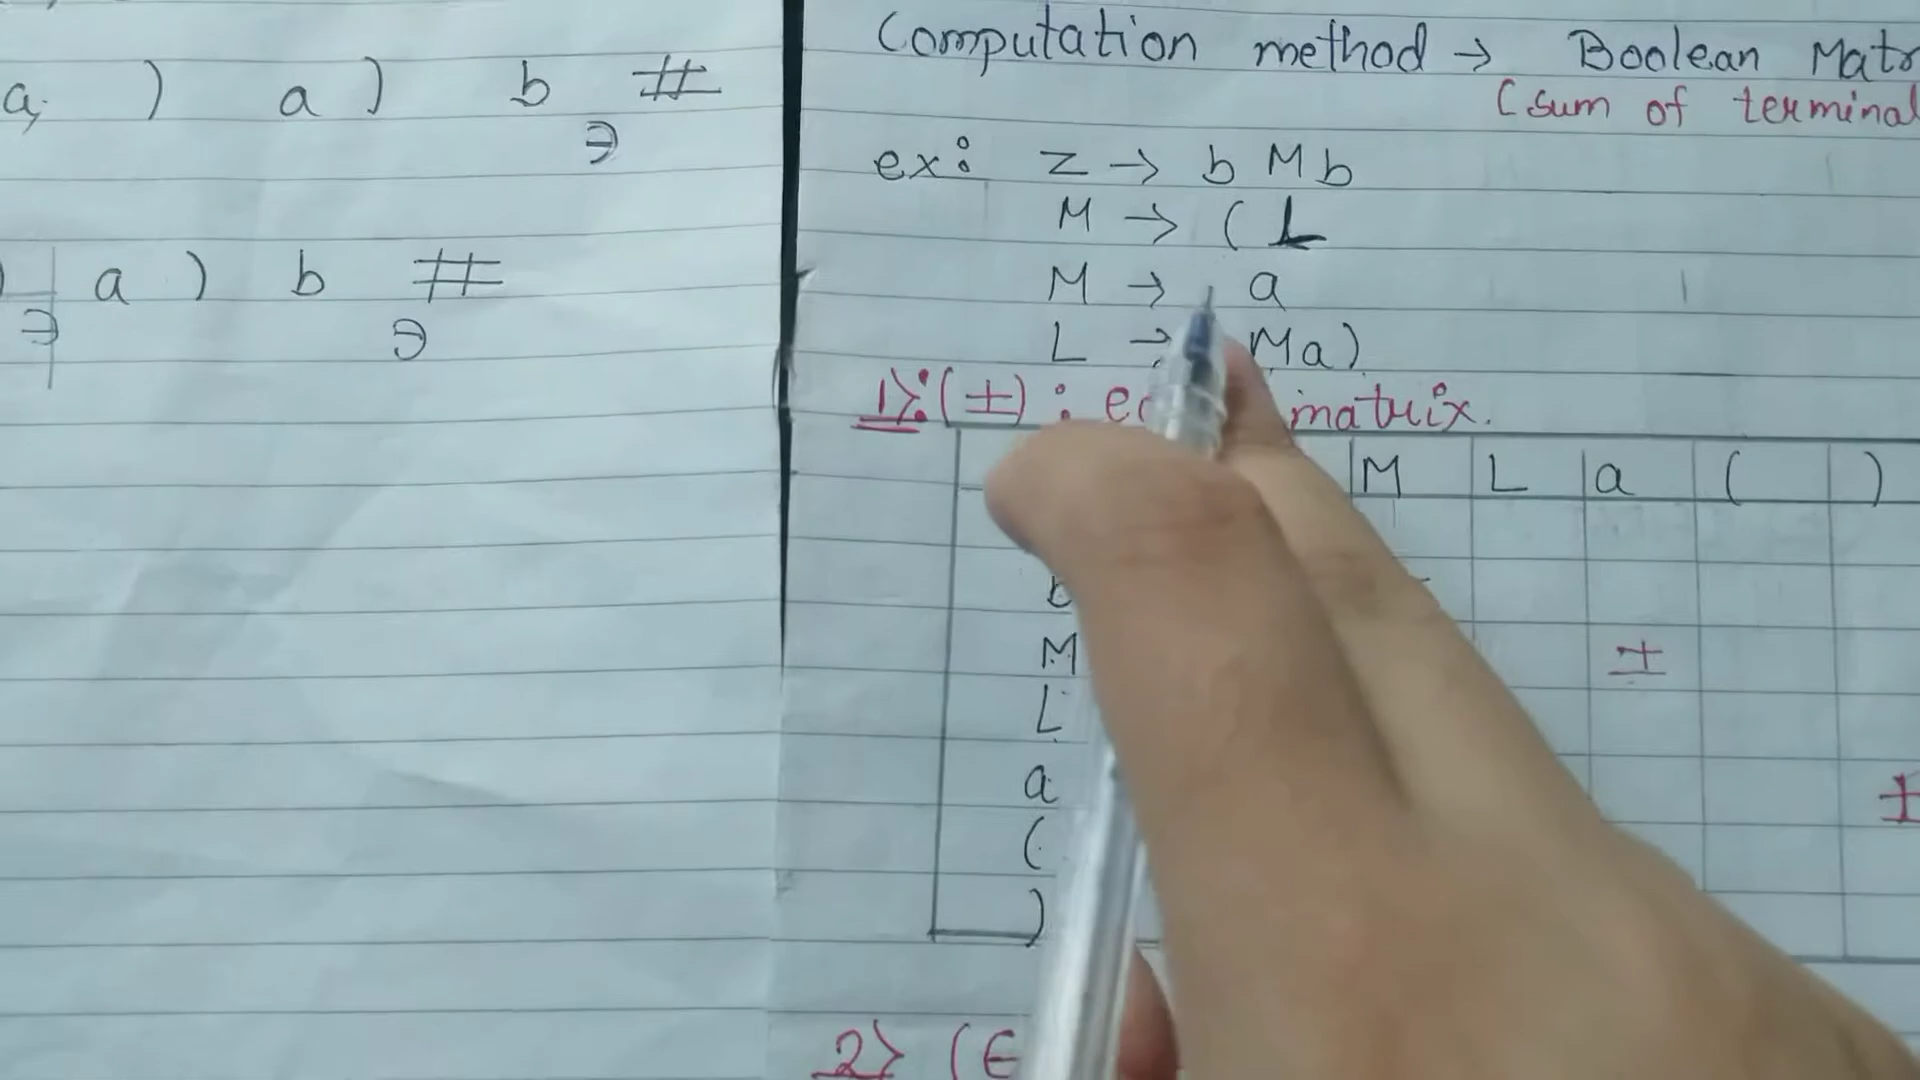 a, ) a ) b #
∋
) a ) b #
∋ ∋
Computation method → Boolean Matr
(sum of terminal
ex: Z → b M b
M → ( L
M → a
L → Ma)
1): (±) : matrix.
M L a ( )
b
M ±
L
a ±
(
)
2) (∈